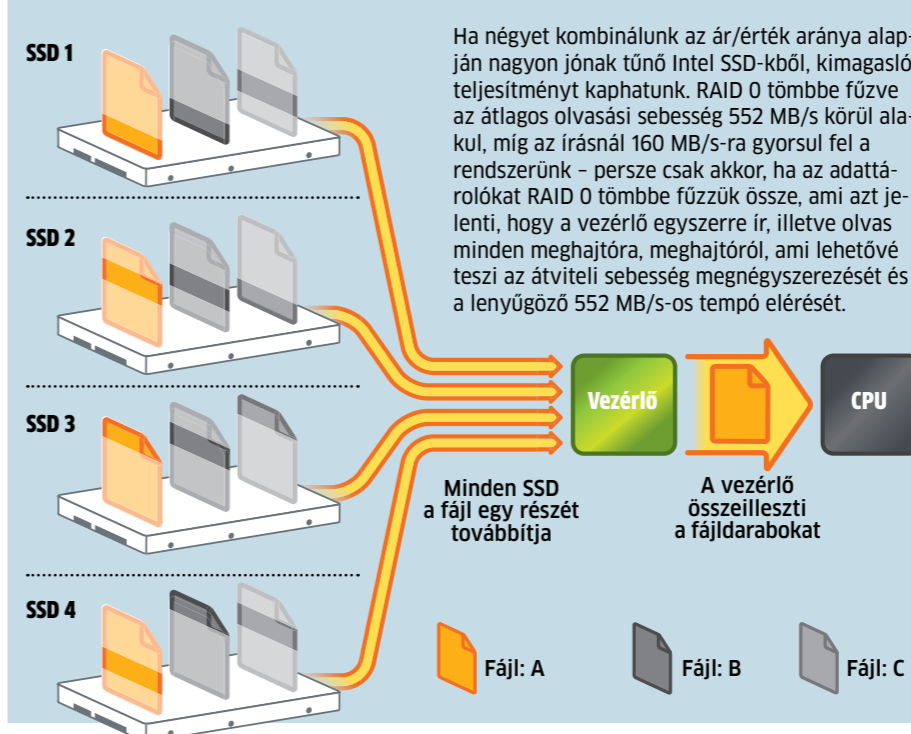 Ha négyet kombinálunk az ár/érték aránya alap-
ján nagyon jónak tűnő Intel SSD-kből, kimagasló
teljesítményt kaphatunk. RAID 0 tömbbe fűzve
az átlagos olvasási sebesség 552 MB/s körül ala-
kul, míg az írásnál 160 MB/s-ra gyorsul fel a
rendszerünk – persze csak akkor, ha az adattá-
rolókat RAID 0 tömbbe fűzzük össze, ami azt je-
lenti, hogy a vezérlő egyszerre ír, illetve olvas
minden meghajtóra, meghajtóról, ami lehetővé
teszi az átviteli sebesség megnégyszerezését és
a lenyűgöző 552 MB/s-os tempó elérését.
SSD 1
SSD 2
SSD 3
SSD 4
Vezérlő
CPU
Minden SSD
a fájl egy részét
továbbítja
A vezérlő
összeilleszti
a fájldarabokat
Fájl: A
Fájl: B
Fájl: C